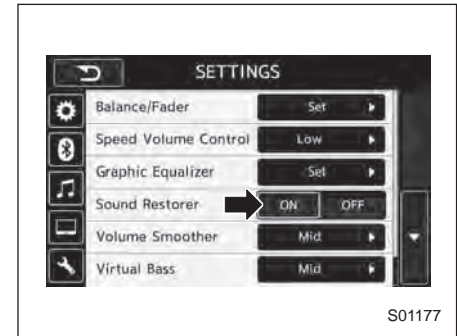 SETTINGS
Balance/Fader Set
Speed Volume Control Low
Graphic Equalizer Set
Sound Restorer ON OFF
Volume Smoother Mid
Virtual Bass Mid
S01177